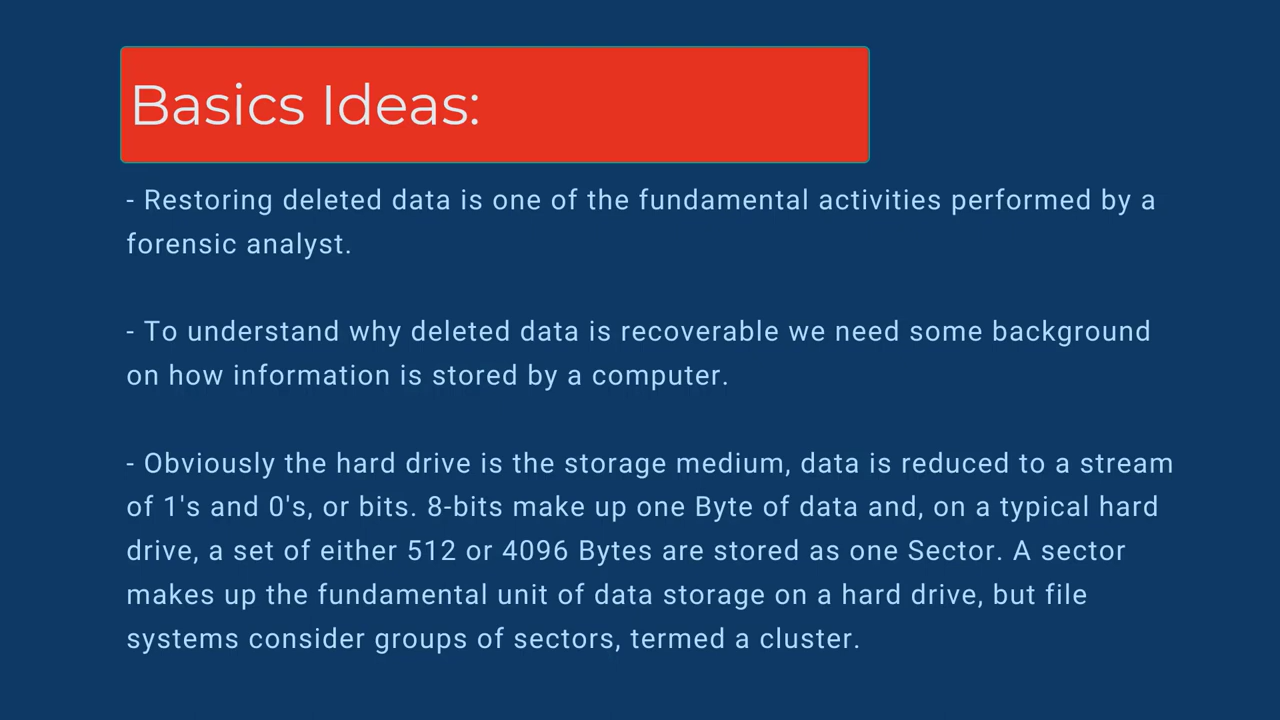 Basics Ideas:
- Restoring deleted data is one of the fundamental activities performed by a
forensic analyst.
- To understand why deleted data is recoverable we need some background
on how information is stored by a computer.
- Obviously the hard drive is the storage medium, data is reduced to a stream
of 1's and 0's, or bits. 8-bits make up one Byte of data and, on a typical hard
drive, a set of either 512 or 4096 Bytes are stored as one Sector. A sector
makes up the fundamental unit of data storage on a hard drive, but file
systems consider groups of sectors, termed a cluster.